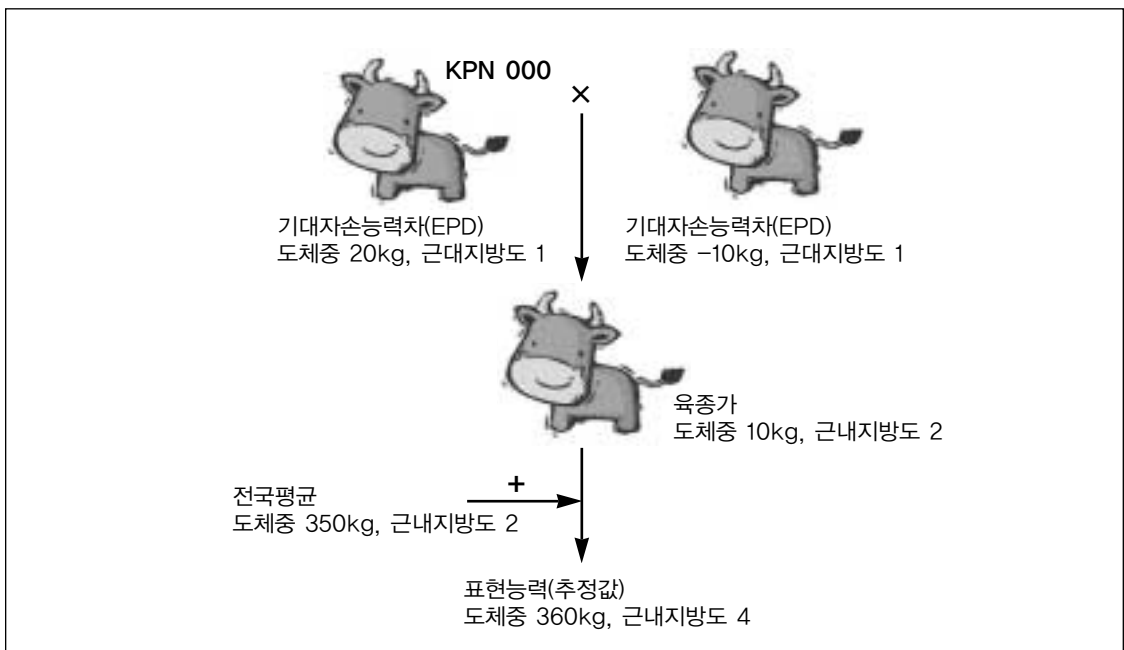 KPN 000
×
기대자손능력차(EPD)
도체중 20kg, 근대지방도 1
기대자손능력차(EPD)
도체중 -10kg, 근대지방도 1
육종가
도체중 10kg, 근내지방도 2
+
전국평균
도체중 350kg, 근내지방도 2
표현능력(추정값)
도체중 360kg, 근내지방도 4